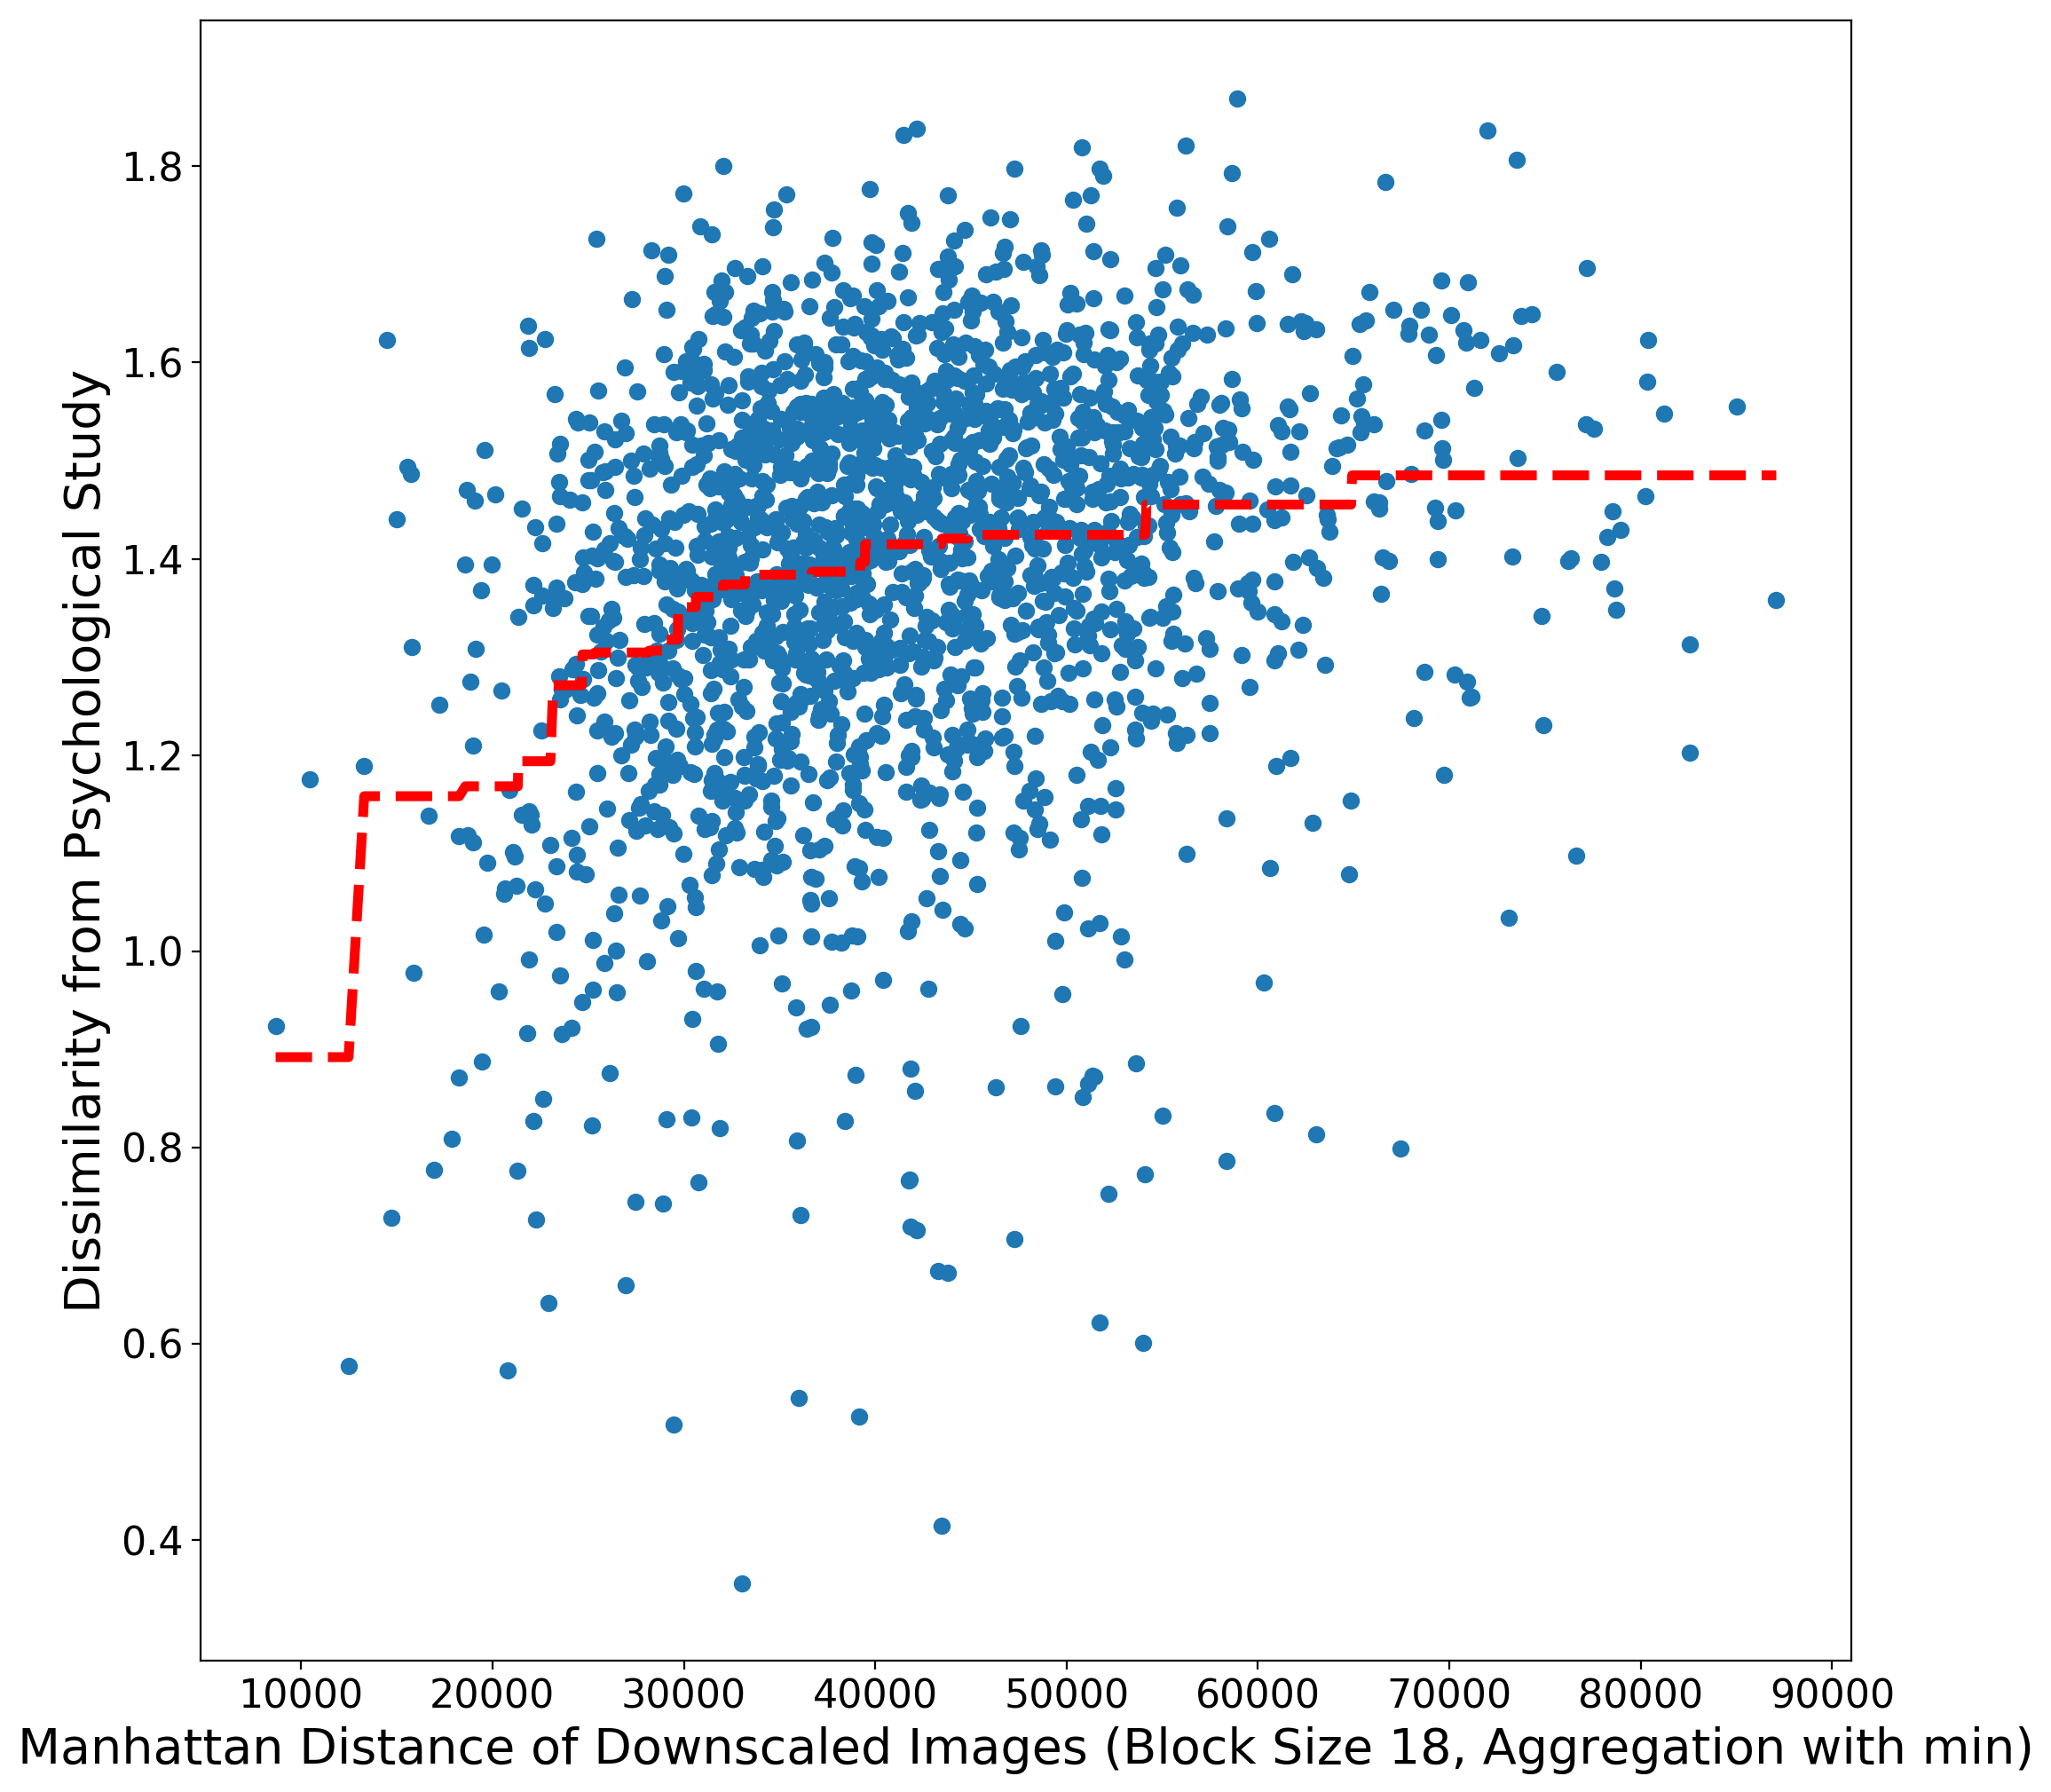 Dissimilarity from Psychological Study
1.8
1.6
1.4
1.2
1.0
0.8
0.6
0.4
10000 20000 30000 40000 50000 60000 70000 80000 90000
Manhattan Distance of Downscaled Images (Block Size 18, Aggregation with min)